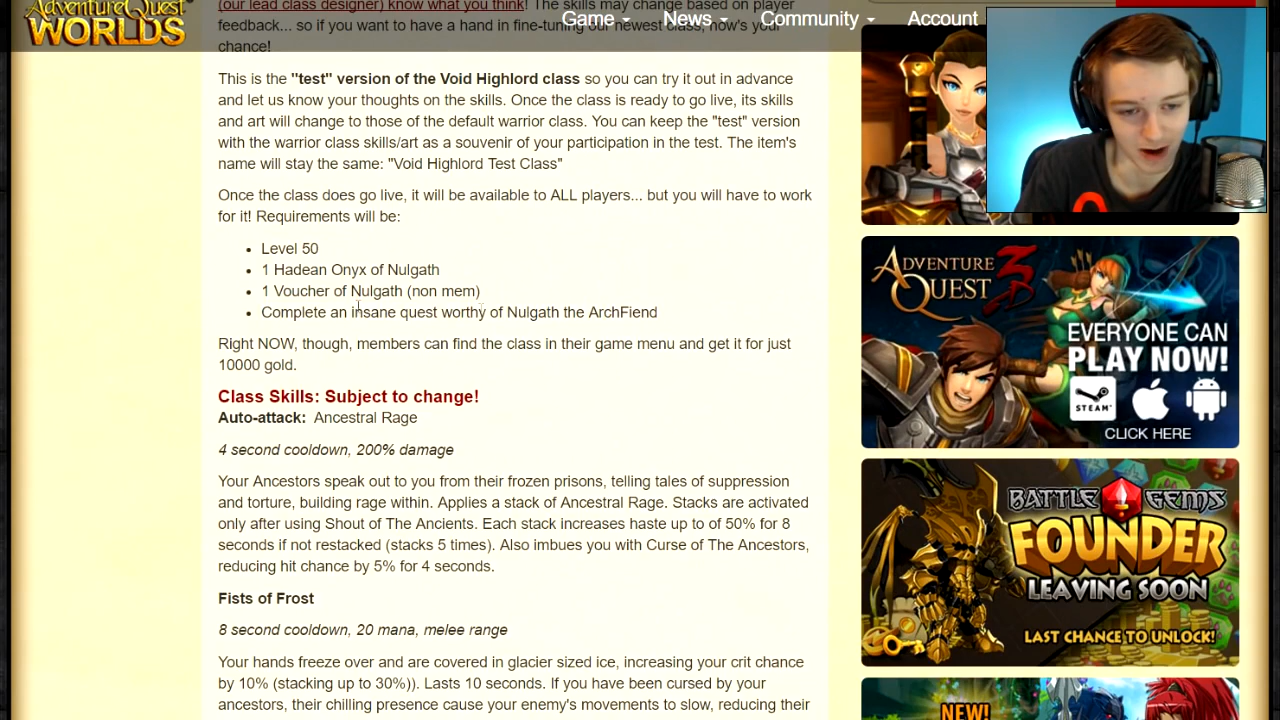 AdventureQuest
WORLDS
Game
News
Community
Account
(our lead class designer) know what you think! The skills may change based on player
feedback... so if you want to have a hand in fine-tuning our newest class, now's your
chance!
This is the "test" version of the Void Highlord class so you can try it out in advance
and let us know your thoughts on the skills. Once the class is ready to go live, its skills
and art will change to those of the default warrior class. You can keep the "test" version
with the warrior class skills/art as a souvenir of your participation in the test. The item's
name will stay the same: "Void Highlord Test Class"
Once the class does go live, it will be available to ALL players... but you will have to work
for it! Requirements will be:
• Level 50
• 1 Hadean Onyx of Nulgath
• 1 Voucher of Nulgath (non mem)
• Complete an insane quest worthy of Nulgath the ArchFiend
Right NOW, though, members can find the class in their game menu and get it for just
10000 gold.
Class Skills: Subject to change!
Auto-attack: Ancestral Rage
4 second cooldown, 200% damage
Your Ancestors speak out to you from their frozen prisons, telling tales of suppression
and torture, building rage within. Applies a stack of Ancestral Rage. Stacks are activated
only after using Shout of The Ancients. Each stack increases haste up to of 50% for 8
seconds if not restacked (stacks 5 times). Also imbues you with Curse of The Ancestors,
reducing hit chance by 5% for 4 seconds.
Fists of Frost
8 second cooldown, 20 mana, melee range
Your hands freeze over and are covered in glacier sized ice, increasing your crit chance
by 10% (stacking up to 30%)). Lasts 10 seconds. If you have been cursed by your
ancestors, their chilling presence cause your enemy's movements to slow, reducing their
ADVENTURE
QUEST 3
EVERYONE CAN
PLAY NOW!
STEAM
CLICK HERE
BATTLE GEMS
FOUNDER
LEAVING SOON
LAST CHANCE TO UNLOCK!
NEW!